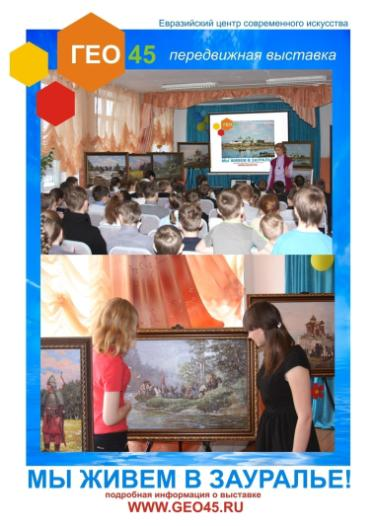 Евразийский центр современного искусства
ГЕО 45 передвижная выставка
ГЕО
МЫ ЖИВЕМ В ЗАУРАЛЬЕ
МЫ ЖИВЕМ В ЗАУРАЛЬЕ!
подробная информация о выставке
WWW.GEO45.RU